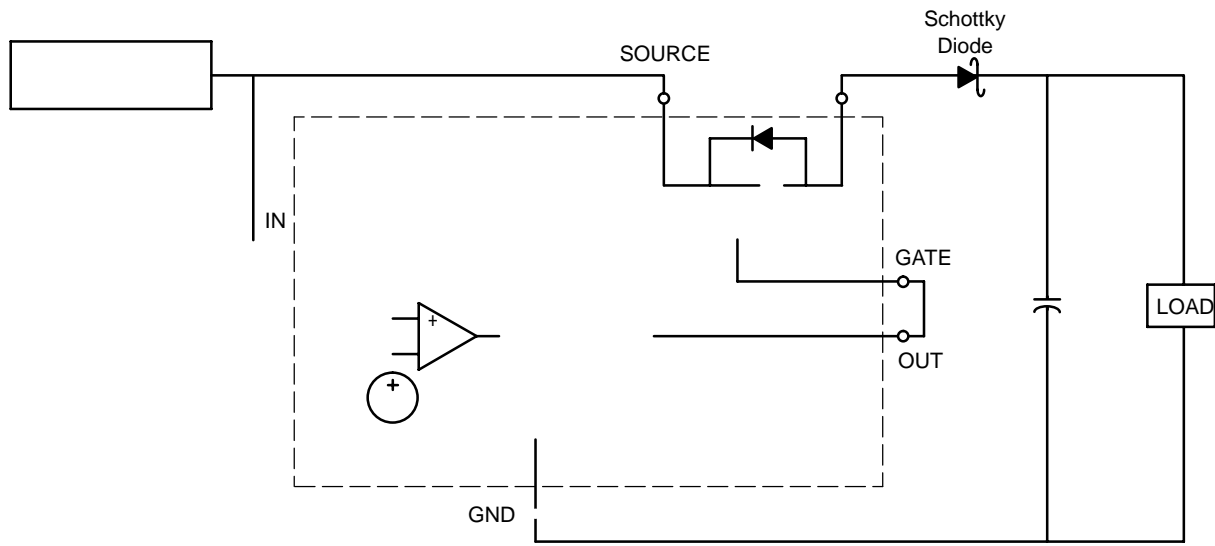 Schottky
Diode
SOURCE
IN
GATE
+
LOAD
OUT
+
GND